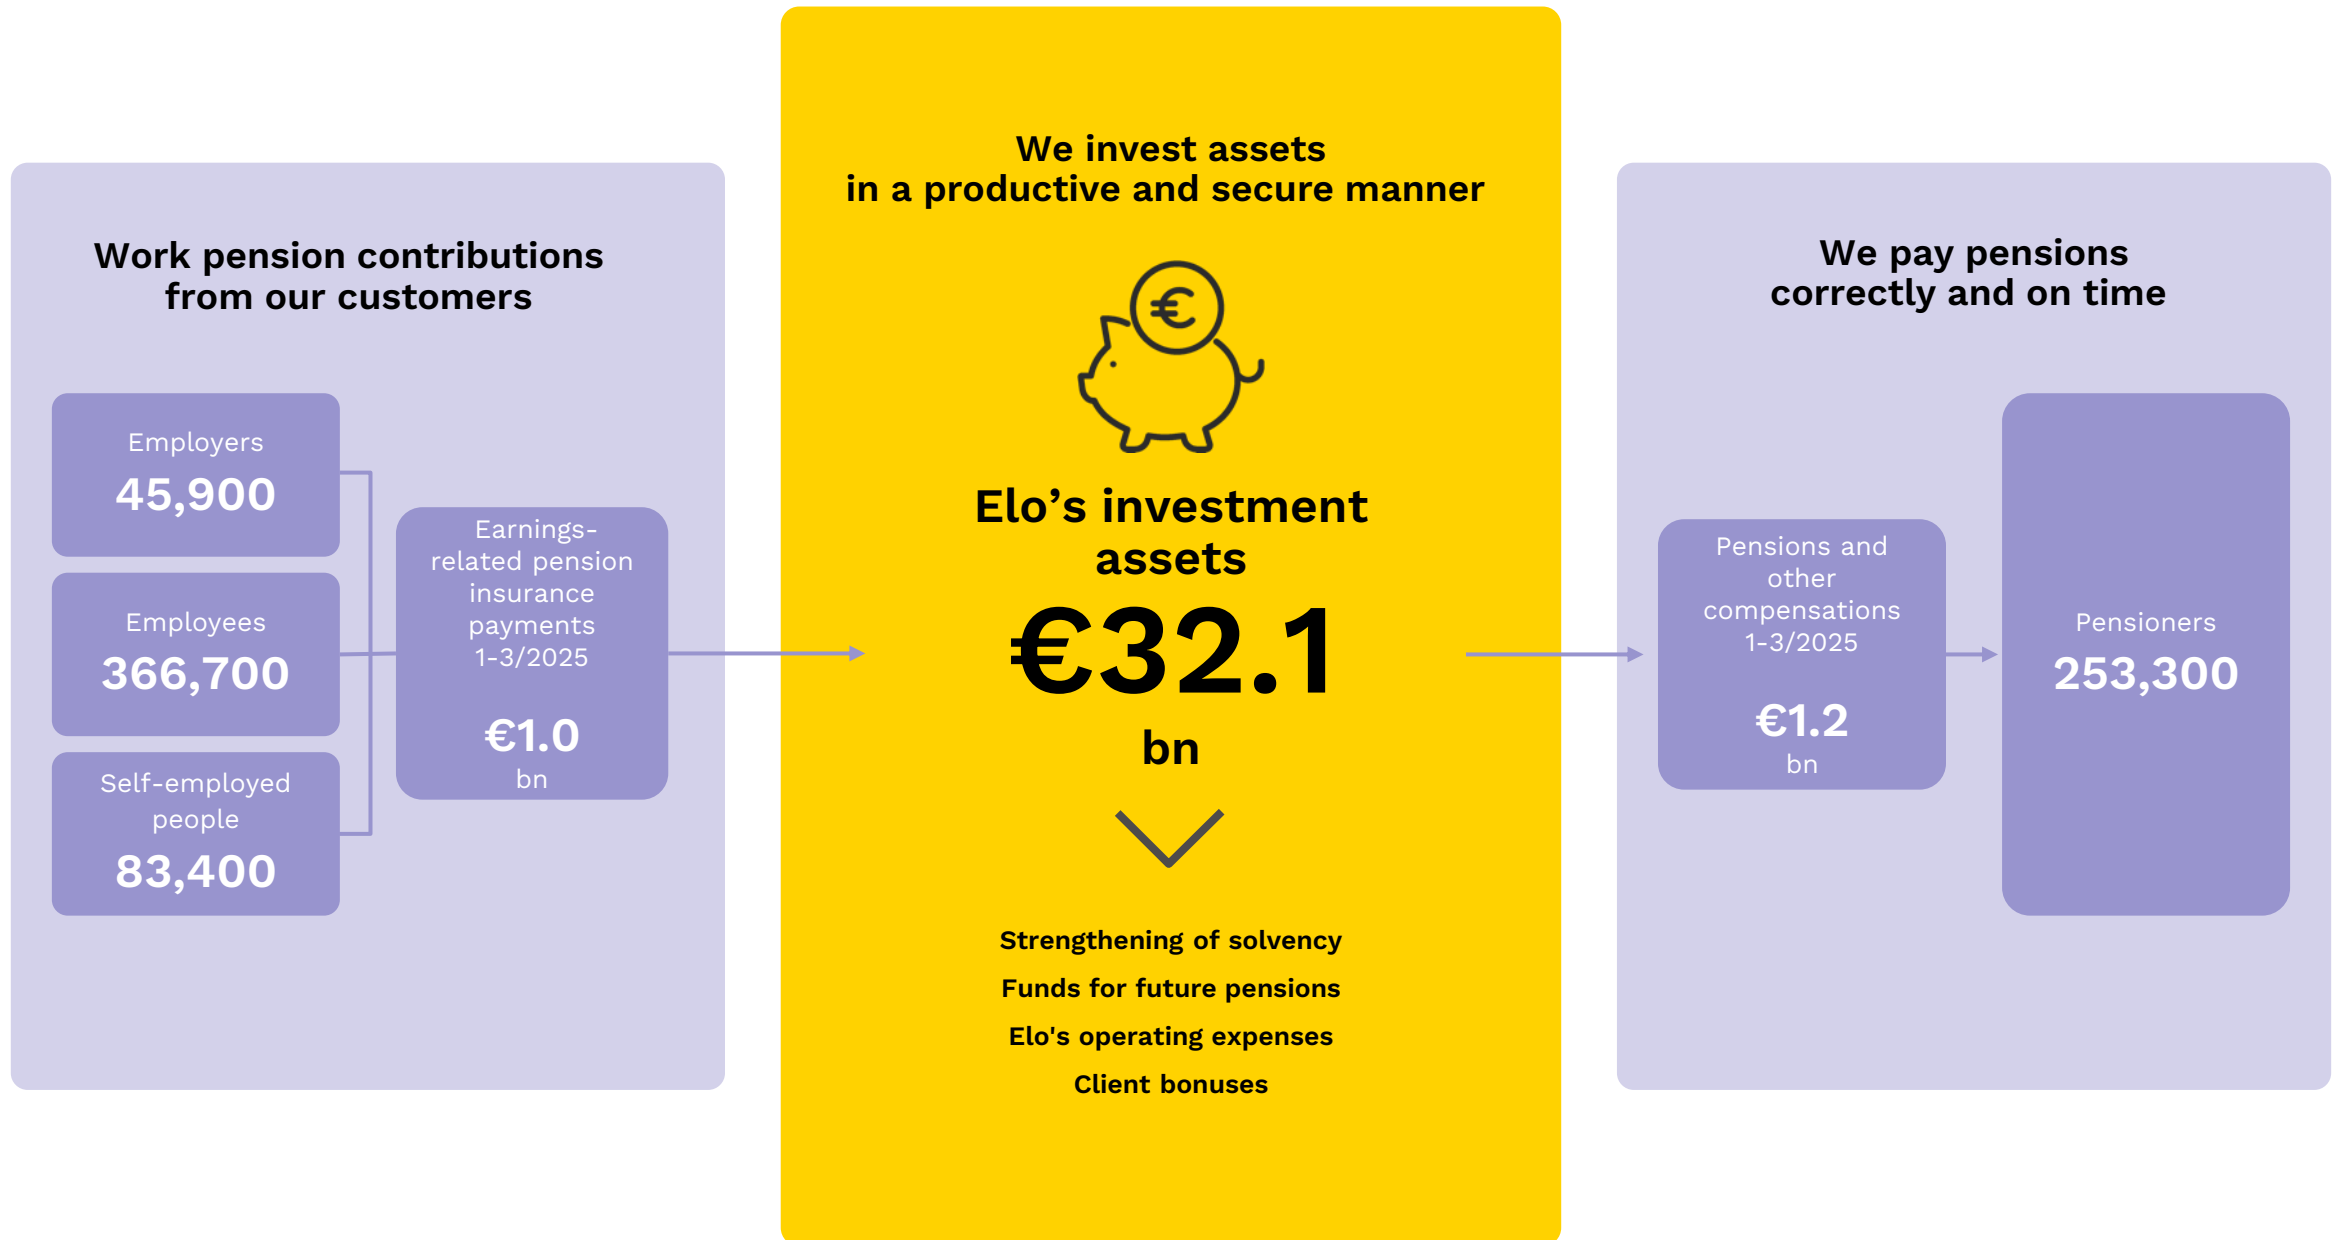 Work pension contributions
from our customers
Employers
45,900
Employees
366,700
Self-employed
people
83,400
Earnings-
related pension
insurance
payments
1-3/2025
€1.0
bn
We invest assets
in a productive and secure manner
€
Elo’s investment
assets
€32.1
bn
Strengthening of solvency
Funds for future pensions
Elo's operating expenses
Client bonuses
We pay pensions
correctly and on time
Pensions and
other
compensations
1-3/2025
€1.2
bn
Pensioners
253,300